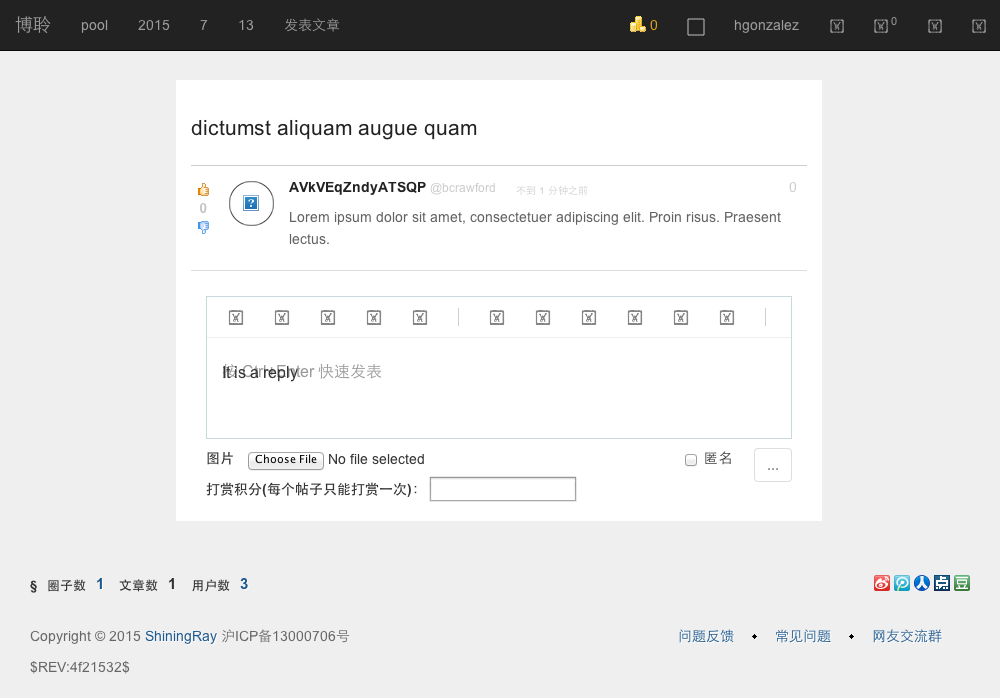 博聆 pool 2015 7 13 发表文章 0 hgonzalez 0
dictumst aliquam augue quam
AVkVEqZndyATSQP @bcrawford 不到 1 分钟之前 0
0
Lorem ipsum dolor sit amet, consectetuer adipiscing elit. Proin risus. Praesent
lectus.
按 Ctrl+Enter 快速发表
It is a reply
图片 Choose File No file selected 匿名 ...
打赏积分(每个帖子只能打赏一次):
§ 圈子数 1 文章数 1 用户数 3
Copyright © 2015 ShiningRay 沪ICP备13000706号 问题反馈 • 常见问题 • 网友交流群
$REV:4f21532$